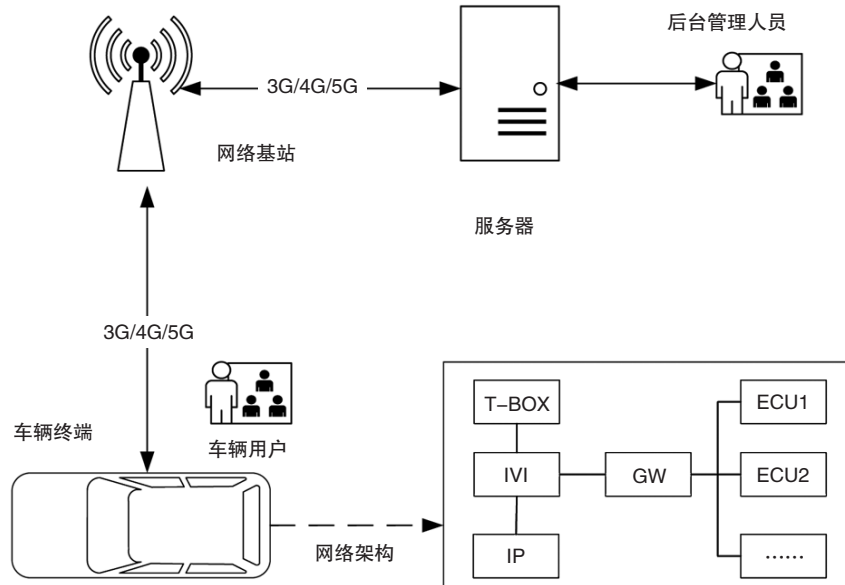 后台管理人员
3G/4G/5G
网络基站
服务器
3G/4G/5G
车辆终端
车辆用户
网络架构
T-BOX
ECU1
IVI
GW
ECU2
IP
……